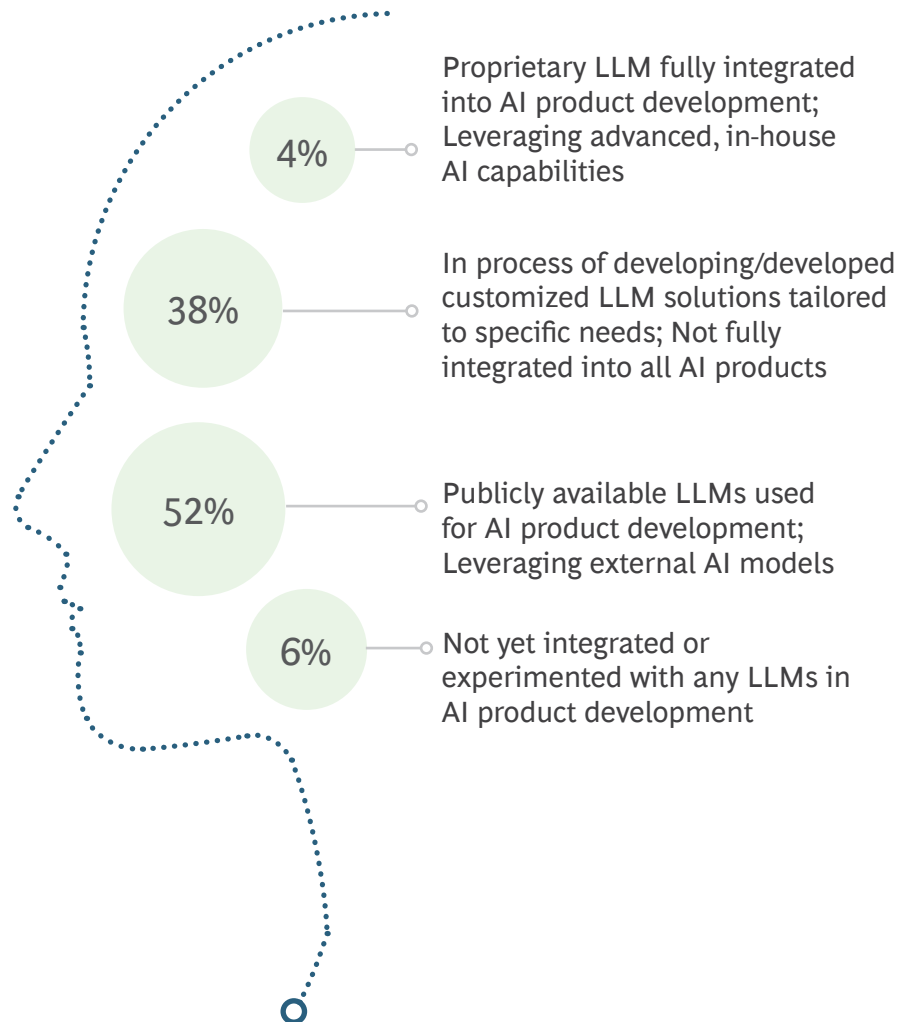 4%
Proprietary LLM fully integrated
into AI product development;
Leveraging advanced, in-house
AI capabilities
38%
In process of developing/developed
customized LLM solutions tailored
to specific needs; Not fully
integrated into all AI products
52%
Publicly available LLMs used
for AI product development;
Leveraging external AI models
6%
Not yet integrated or
experimented with any LLMs in
AI product development